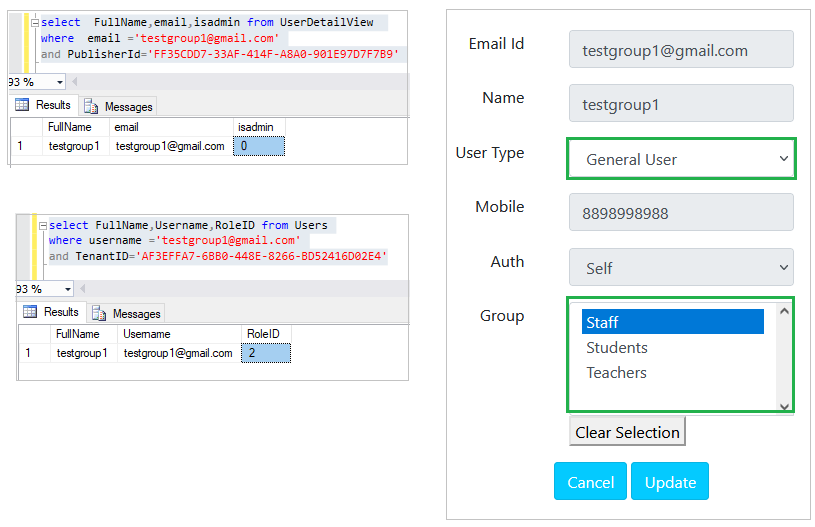 select FullName,email,isadmin from UserDetailView
where email ='testgroup1@gmail.com'
and PublisherId='FF35CDD7-33AF-414F-A8A0-901E97D7F7B9'
93 %
Results Messages
FullName email isadmin
1 testgroup1 testgroup1@gmail.com 0
select FullName,Username,RoleID from Users
where username ='testgroup1@gmail.com'
and TenantID='AF3EFFA7-6BB0-448E-8266-BD52416D02E4'
93 %
Results Messages
FullName Username RoleID
1 testgroup1 testgroup1@gmail.com 2
Email Id testgroup1@gmail.com
Name testgroup1
User Type General User
Mobile 8898998988
Auth Self
Group Staff
Students
Teachers
Clear Selection
Cancel Update